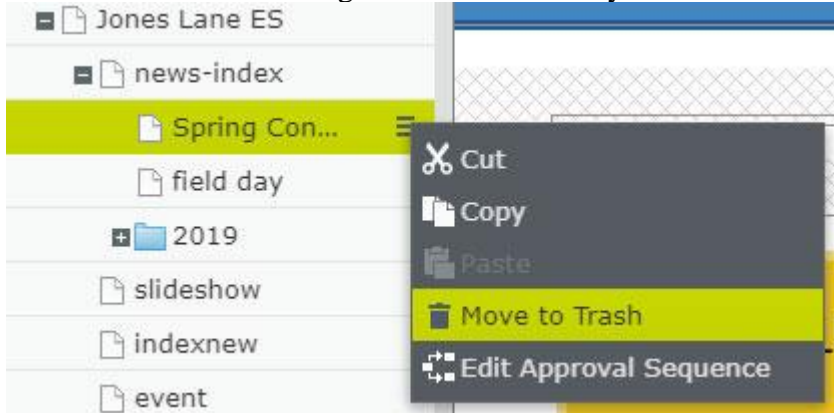 Jones Lane ES
news-index
Spring Con...
field day
2019
slideshow
indexnew
event
Cut
Copy
Paste
Move to Trash
Edit Approval Sequence